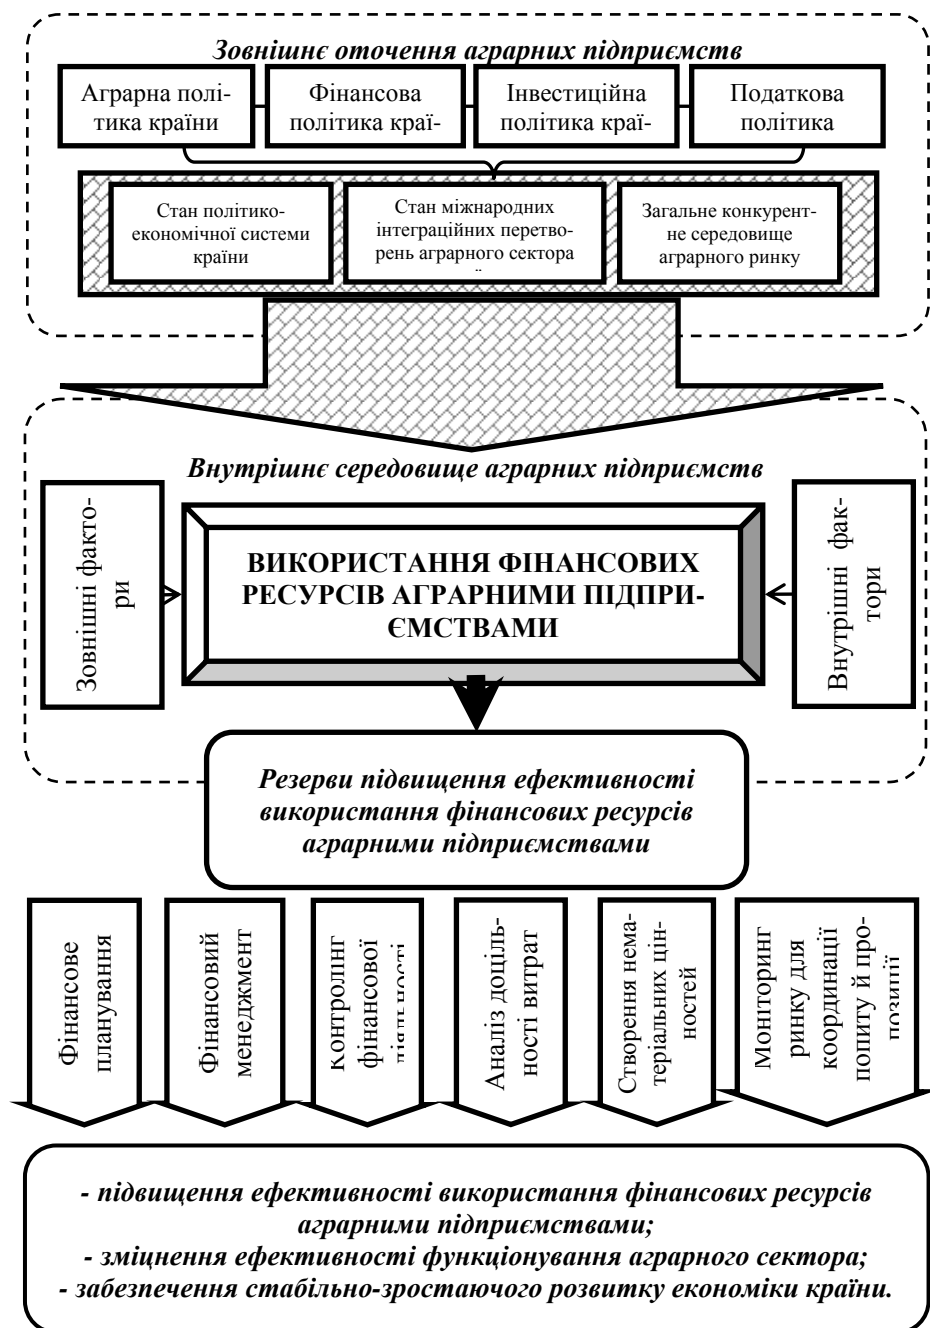 Зовнішнє оточення аграрних підприємств
Аграрна полі-
тика країни
Фінансова
політика краї-
Інвестиційна
політика краї-
Податкова
політика
Стан політико-
економічної системи
країни
Стан міжнародних
інтеграційних перетво-
рень аграрного сектора
Загальне конкурент-
не середовище
аграрного ринку
Внутрішнє середовище аграрних підприємств
Зовнішні факто-
ри
ВИКОРИСТАННЯ ФІНАНСОВИХ
РЕСУРСІВ АГРАРНИМИ ПІДПРИ-
ЄМСТВАМИ
Внутрішні фак-
тори
Резерви підвищення ефективності
використання фінансових ресурсів
аграрними підприємствами
Фінансове
планування
Фінансовий
менеджмент
Контролінг
фінансової
діяльності
Аналіз доціль-
ності витрат
Створення нема-
теріальних цін-
ностей
Моніторинг
ринку для
координації
попиту й про-
позиції
- підвищення ефективності використання фінансових ресурсів
аграрними підприємствами;
- зміцнення ефективності функціонування аграрного сектора;
- забезпечення стабільно-зростаючого розвитку економіки країни.